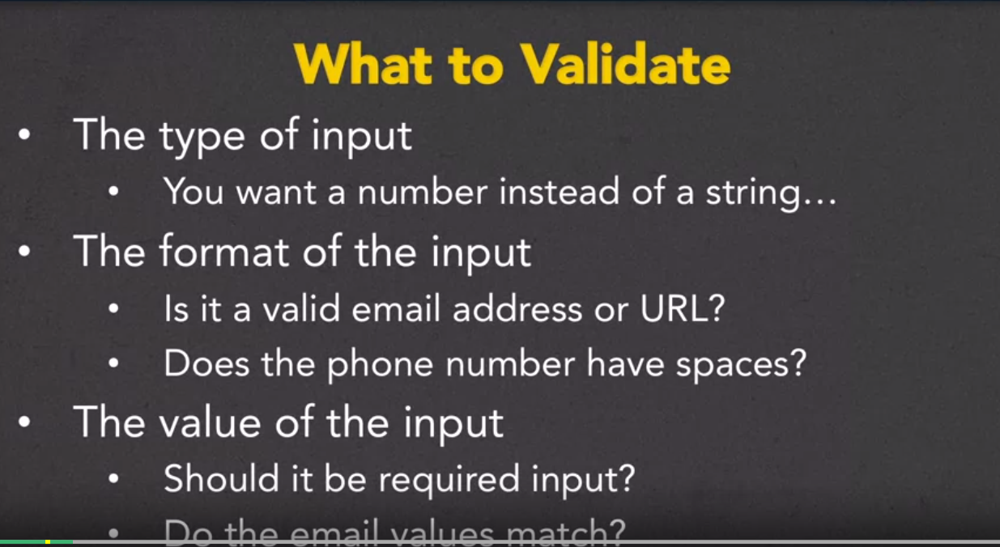 What to Validate
• The type of input
• You want a number instead of a string...
• The format of the input
• Is it a valid email address or URL?
• Does the phone number have spaces?
• The value of the input
• Should it be required input?
• Do the email values match?